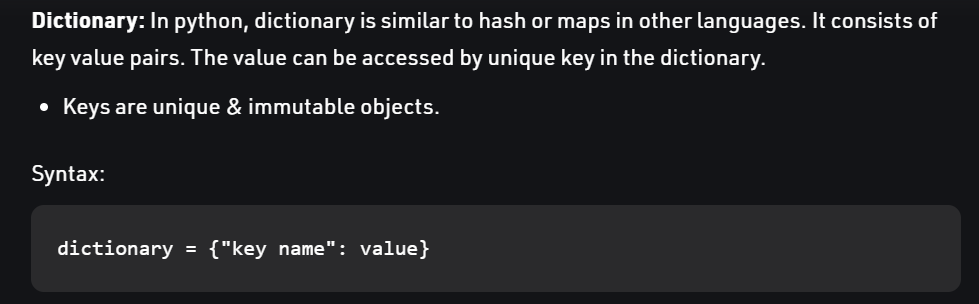 Dictionary: In python, dictionary is similar to hash or maps in other languages. It consists of
key value pairs. The value can be accessed by unique key in the dictionary.
• Keys are unique & immutable objects.
Syntax:
dictionary = {"key name": value}